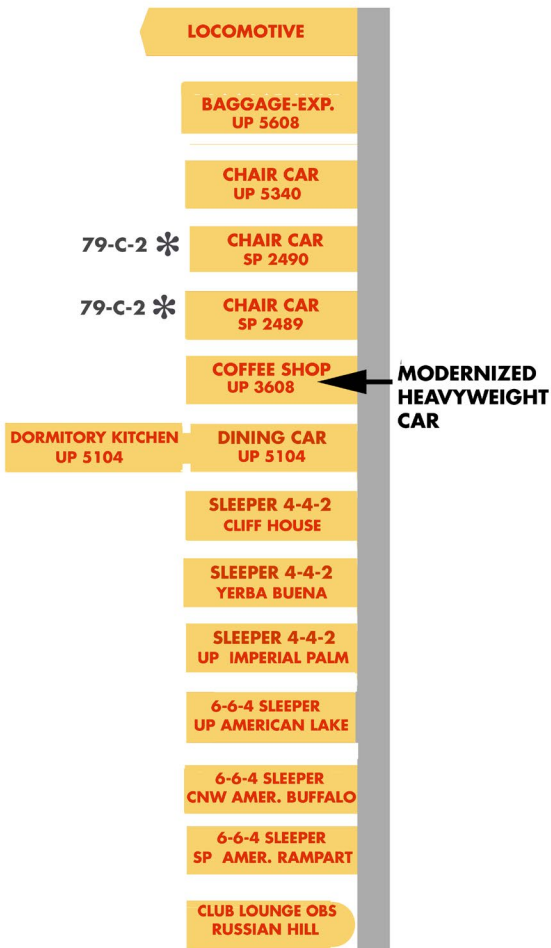 LOCOMOTIVE
BAGGAGE-EXP.
UP 5608
CHAIR CAR
UP 5340
79-C-2 *
CHAIR CAR
SP 2490
79-C-2 *
CHAIR CAR
SP 2489
COFFEE SHOP
UP 3608
MODERNIZED
HEAVYWEIGHT
CAR
DORMITORY KITCHEN
UP 5104
DINING CAR
UP 5104
SLEEPER 4-4-2
CLIFF HOUSE
SLEEPER 4-4-2
YERBA BUENA
SLEEPER 4-4-2
UP IMPERIAL PALM
6-6-4 SLEEPER
UP AMERICAN LAKE
6-6-4 SLEEPER
CNW AMER. BUFFALO
6-6-4 SLEEPER
SP AMER. RAMPART
CLUB LOUNGE OBS
RUSSIAN HILL